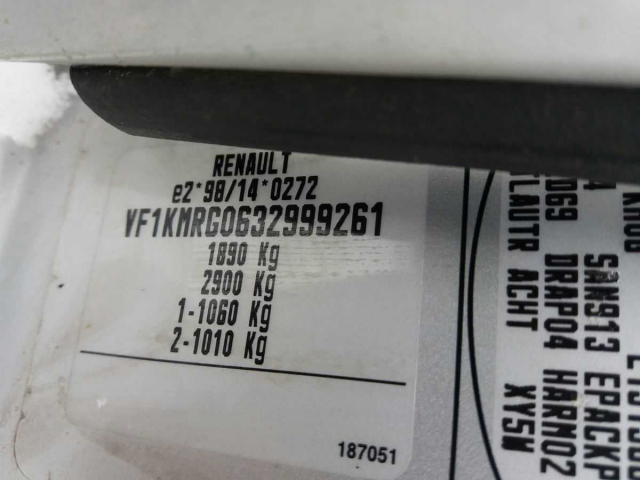 RENAULT
e2*98/14*0272
VF1KMRG0632999261
1890 Kg
2900 Kg
1-1060 Kg
2-1010 Kg
187051
SAN913 EPACKP
DRAP04 HARN02
ACHT XY5W